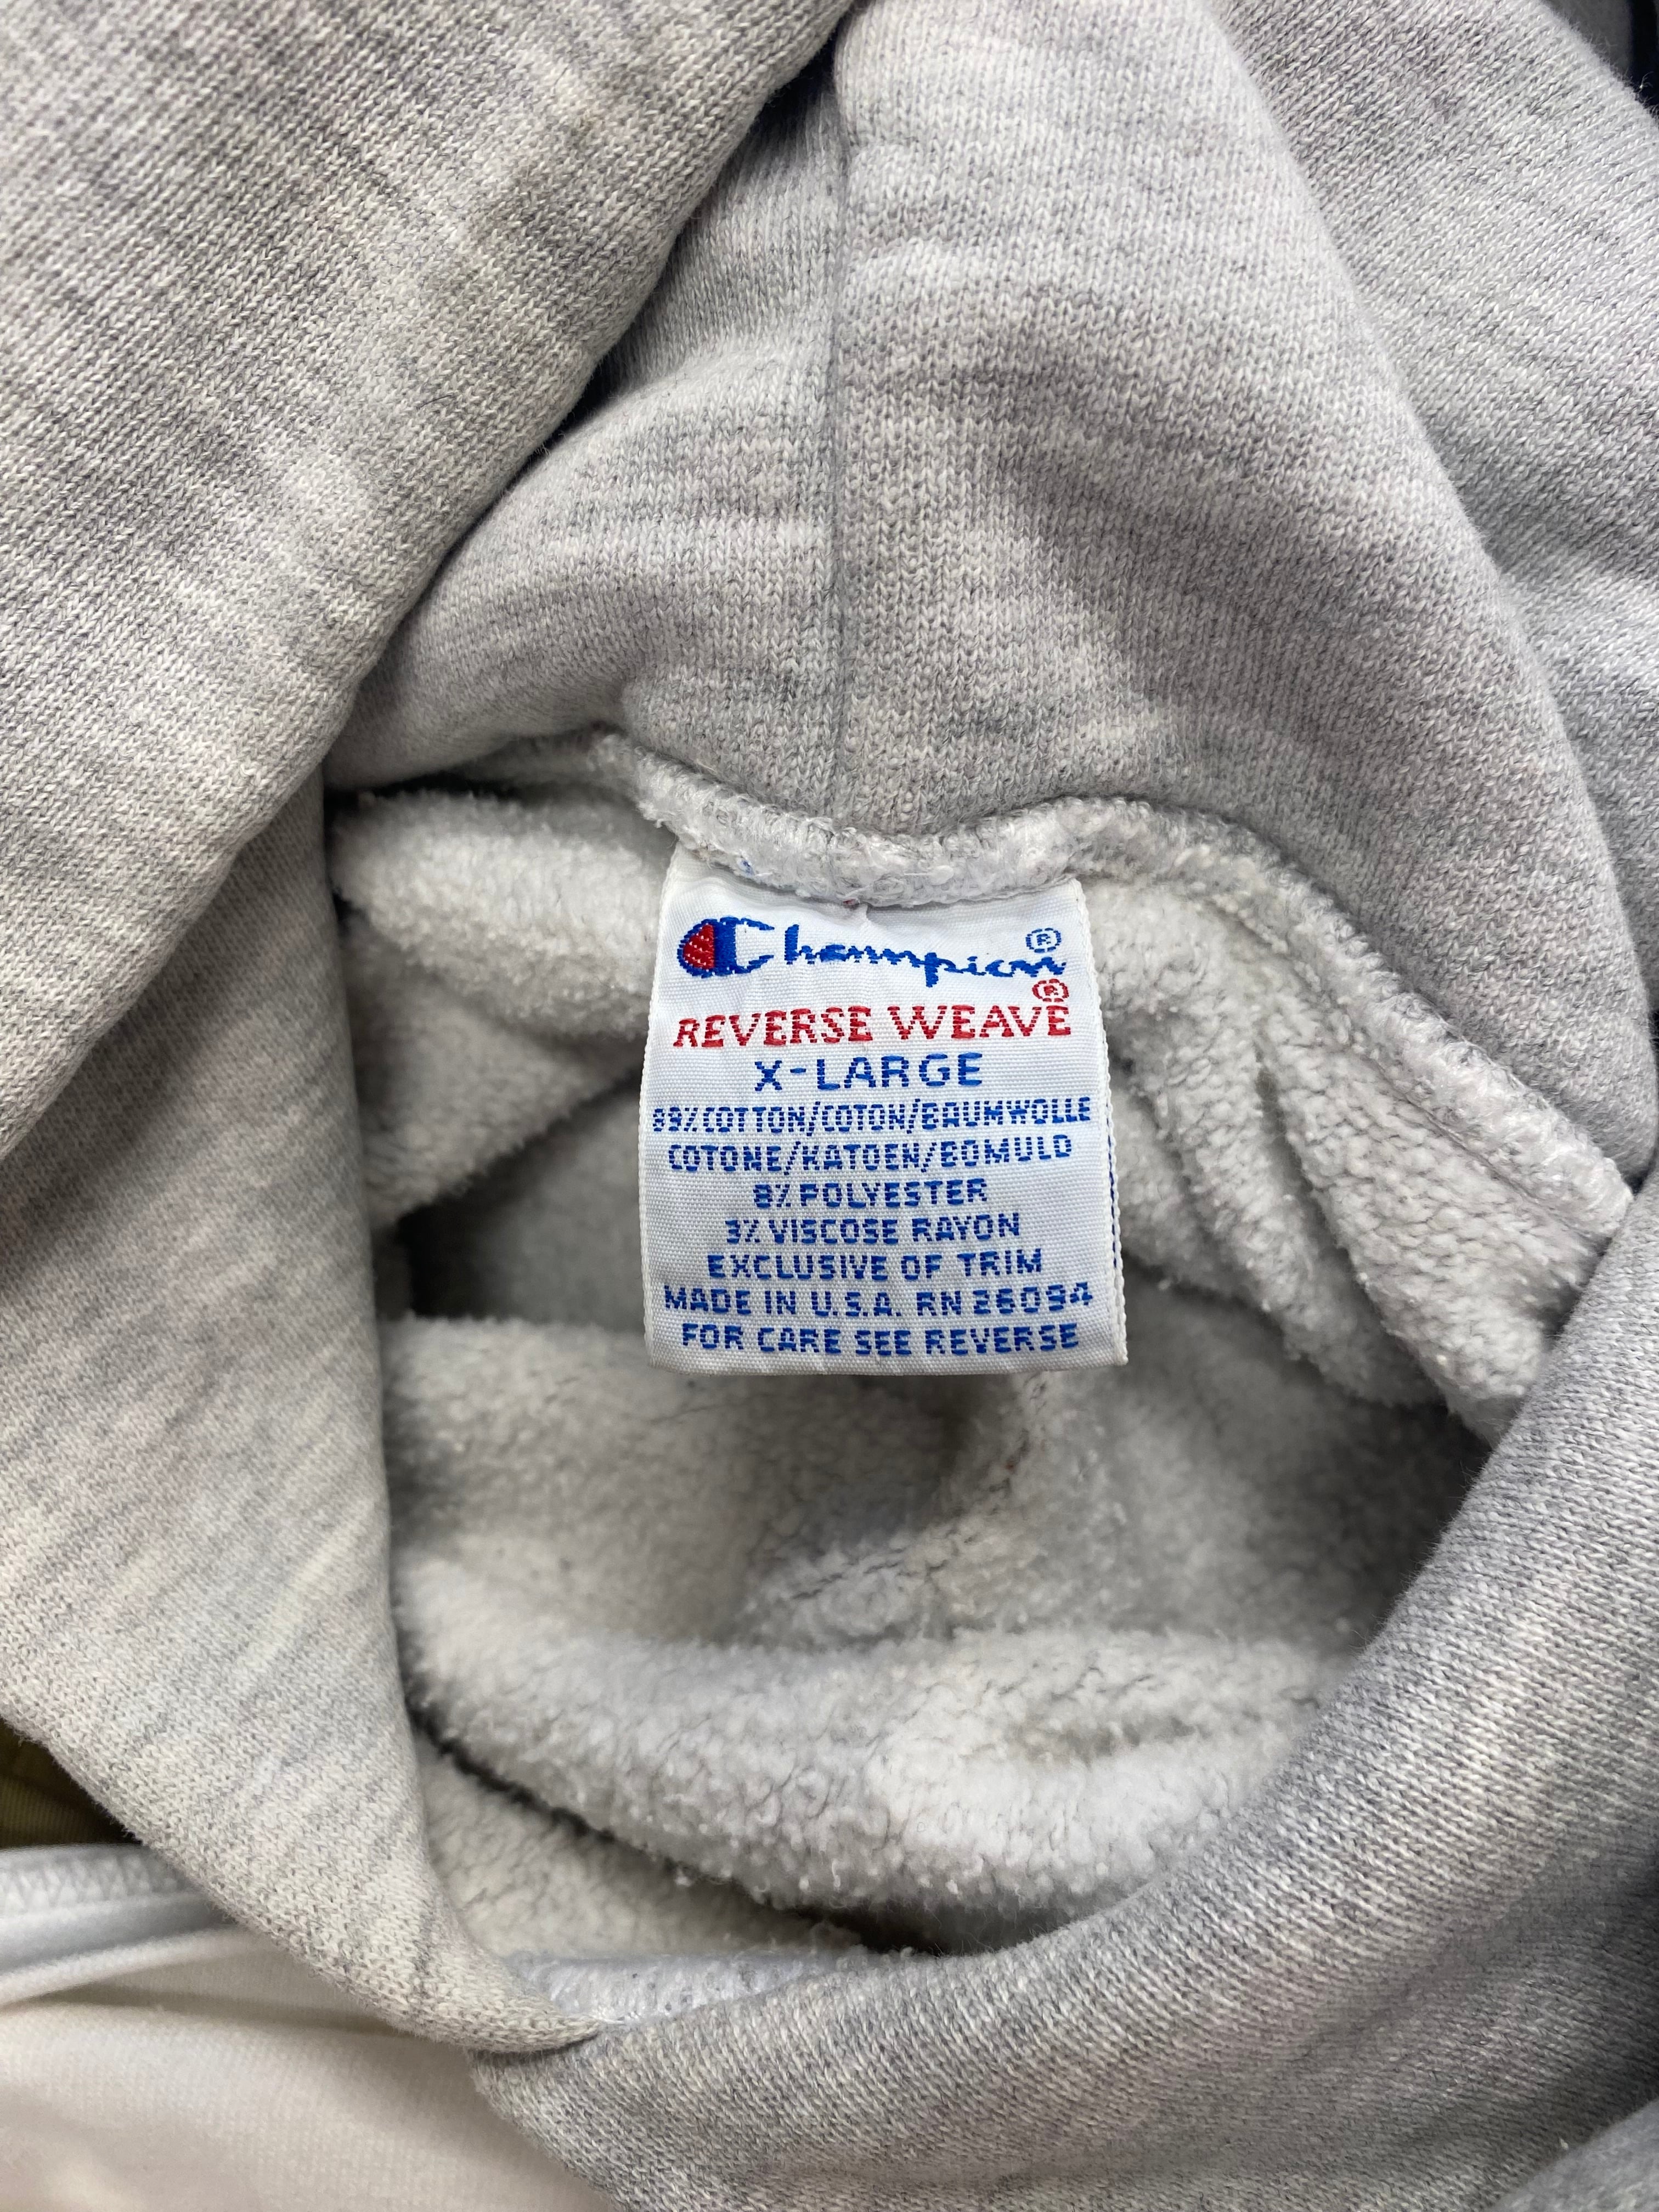 Champion®
REVERSE WEAVE®
X-LARGE
89% COTTON/COTON/BAUMWOLLE
COTONE/KATOEN/BOMULD
8% POLYESTER
3% VISCOSE RAYON
EXCLUSIVE OF TRIM
MADE IN U.S.A. RN 26094
FOR CARE SEE REVERSE